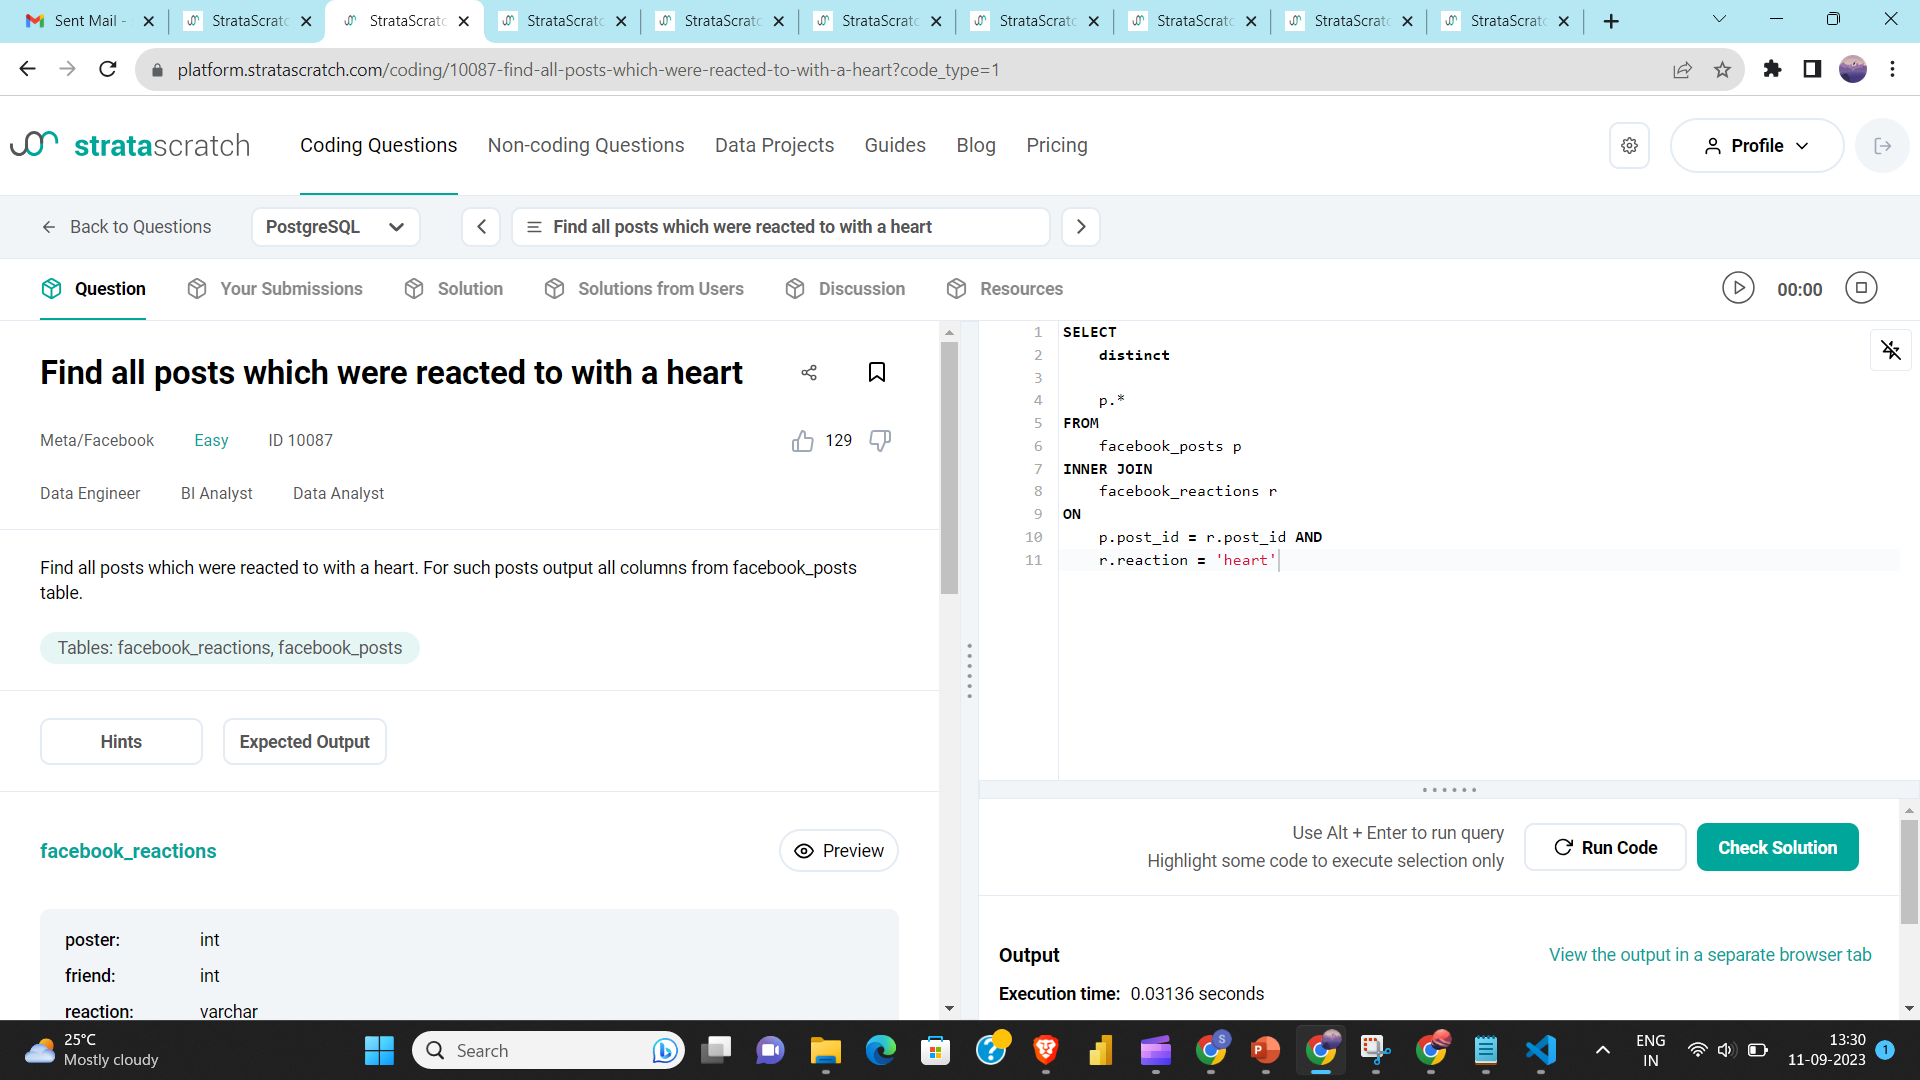 Sent Mail -
StrataScratc
StrataScratc
StrataScratc
StrataScratc
StrataScratc
StrataScratc
StrataScratc
StrataScratc
StrataScratc
platform.stratascratch.com/coding/10087-find-all-posts-which-were-reacted-to-with-a-heart?code_type=1
stratascratch
Coding Questions
Non-coding Questions
Data Projects
Guides
Blog
Pricing
Profile
Back to Questions
PostgreSQL
Find all posts which were reacted to with a heart
Question
Your Submissions
Solution
Solutions from Users
Discussion
Resources
00:00
Find all posts which were reacted to with a heart
Meta/Facebook
Easy
ID 10087
129
Data Engineer
BI Analyst
Data Analyst
Find all posts which were reacted to with a heart. For such posts output all columns from facebook_posts
table.
Tables: facebook_reactions, facebook_posts
Hints
Expected Output
facebook_reactions
Preview
poster: int
friend: int
reaction: varchar
1 SELECT
2 distinct
3
4 p.*
5 FROM
6 facebook_posts p
7 INNER JOIN
8 facebook_reactions r
9 ON
10 p.post_id = r.post_id AND
11 r.reaction = 'heart'
Use Alt + Enter to run query
Highlight some code to execute selection only
Run Code
Check Solution
Output
View the output in a separate browser tab
Execution time: 0.03136 seconds
25°C
Mostly cloudy
Search
ENG
IN
13:30
11-09-2023
1